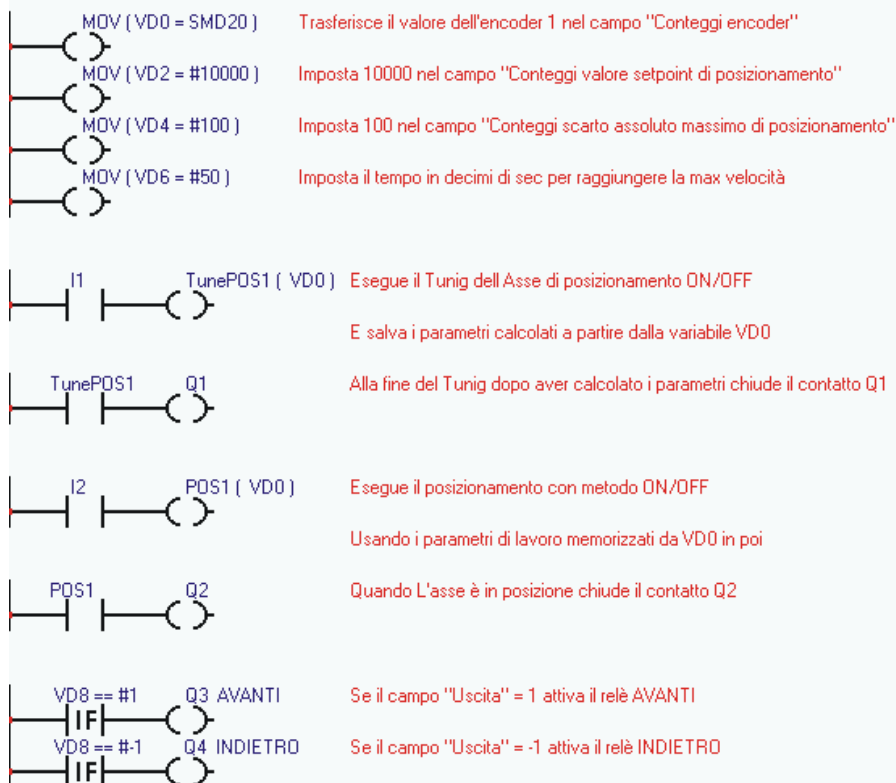 MOV ( VD0 = SMD20 ) Trasferisce il valore dell'encoder 1 nel campo "Conteggi encoder"
MOV ( VD2 = #10000 ) Imposta 10000 nel campo "Conteggi valore setpoint di posizionamento"
MOV ( VD4 = #100 ) Imposta 100 nel campo "Conteggi scarto assoluto massimo di posizionamento"
MOV ( VD6 = #50 ) Imposta il tempo in decimi di sec per raggiungere la max velocità
I1 TunePOS1 ( VD0 ) Esegue il Tunig dell Asse di posizionamento ON/OFF
E salva i parametri calcolati a partire dalla variabile VD0
TunePOS1 Q1 Alla fine del Tunig dopo aver calcolato i parametri chiude il contatto Q1
I2 POS1 ( VD0 ) Esegue il posizionamento con metodo ON/OFF
Usando i parametri di lavoro memorizzati da VD0 in poi
POS1 Q2 Quando L'asse è in posizione chiude il contatto Q2
VD8 == #1 Q3 AVANTI Se il campo "Uscita" = 1 attiva il relè AVANTI
IF
VD8 == #-1 Q4 INDIETRO Se il campo "Uscita" = -1 attiva il relè INDIETRO
IF